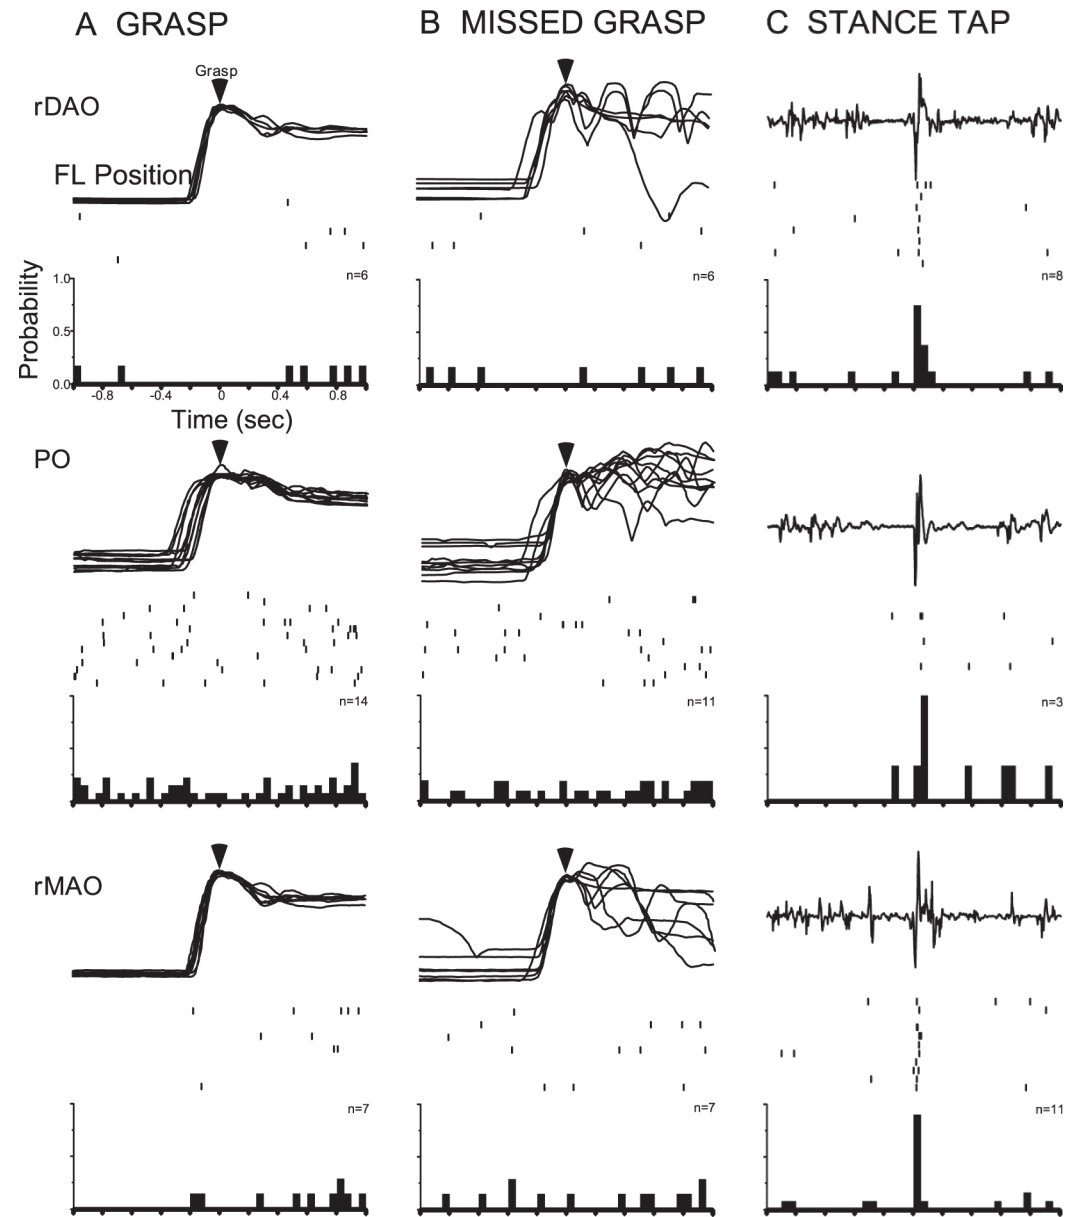 A GRASP
B MISSED GRASP
C STANCE TAP
Grasp
rDAO
FL Position
Probability
1.0
0.5
0.0
n=6
n=6
n=8
-0.8 -0.4 0 0.4 0.8
Time (sec)
PO
n=14
n=11
n=3
rMAO
n=7
n=7
n=11